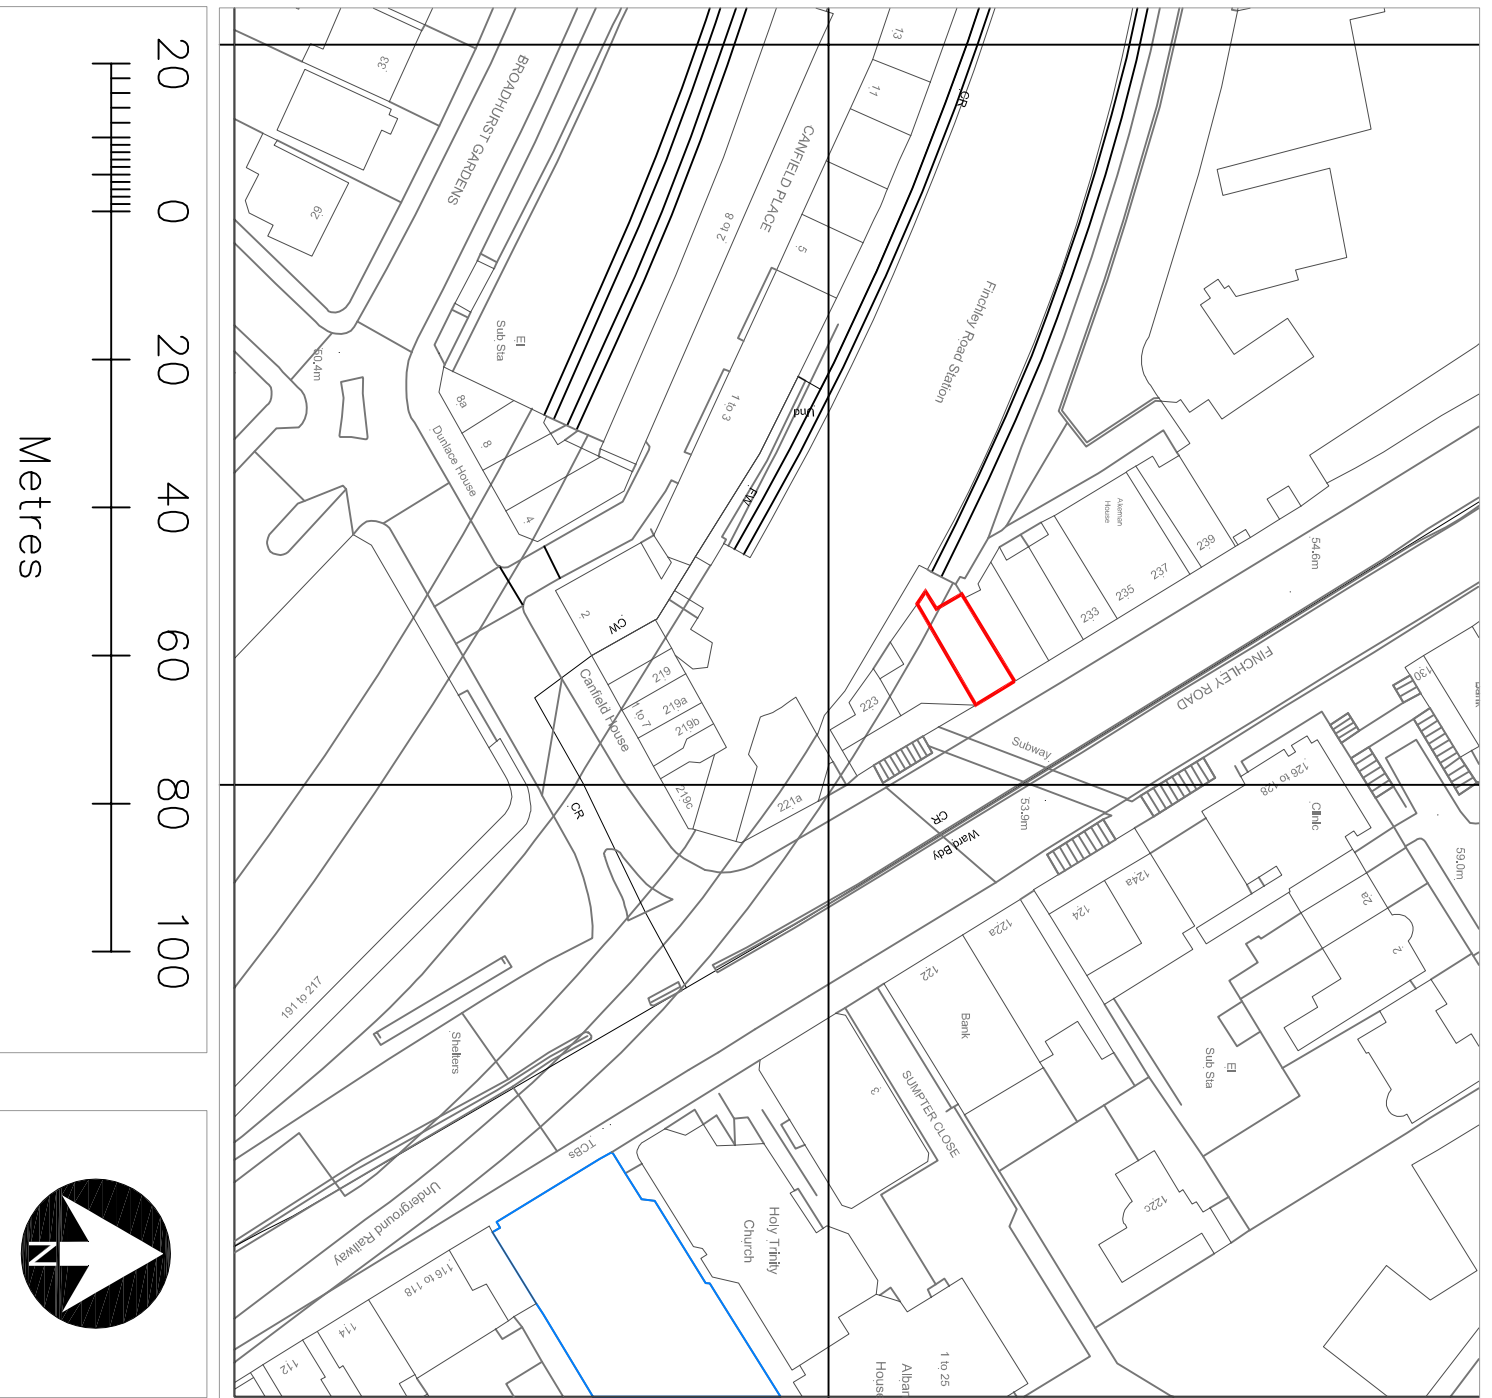 20
0
20
40
60
80
100
Metres
N
33
29
BROADHURST GARDENS
CANFIELD PLACE
2 to 8
13
11
5
CR
Finchley Road Station
El
Sub Sta
50.4m
8a
8
4
Dunlace House
1 to 3
Und
EW
Akeman
House
239
237
235
233
54.6m
FINCHLEY ROAD
2
CW
Canfield House
1 to 7
219
219a
219b
219c
221a
223
Subway
53.9m
CR
Ward Bdy
CR
130
Bank
126 to 128
Clinic
59.0m
124a
124
122a
122
2a
2
Bank
El
Sub Sta
SUMPTER CLOSE
3
122c
191 to 217
Shelters
TCBs
Underground Railway
Holy Trinity
Church
116 to 118
114
112
1 to 25